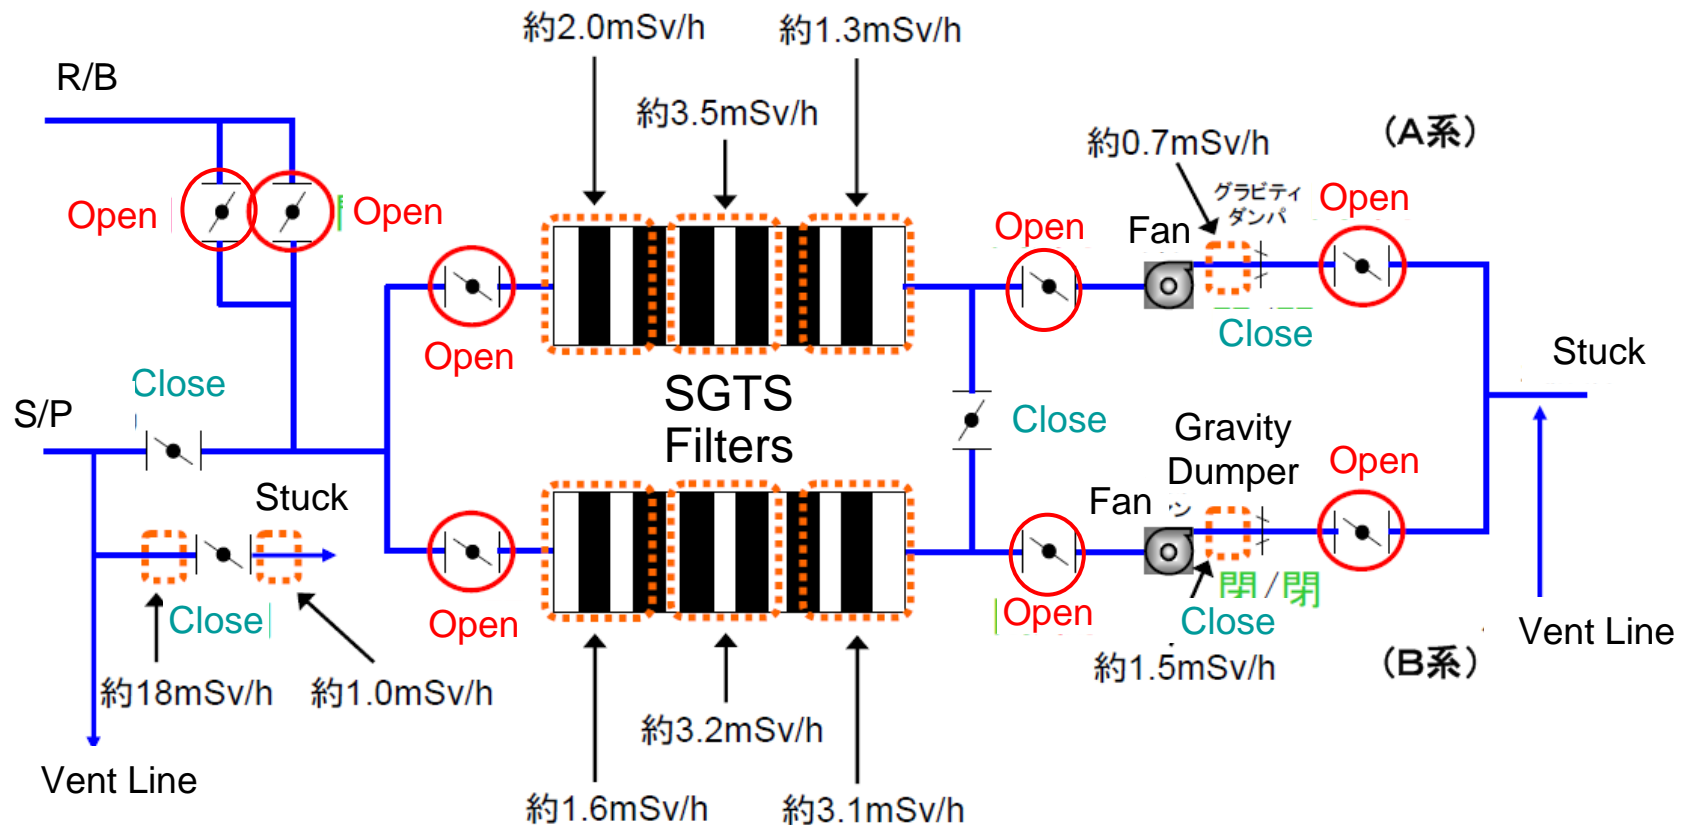 約2.0mSv/h
約1.3mSv/h
R/B
約3.5mSv/h
(A系)
約0.7mSv/h
グラビティ
ダンパ
Open
Open
Open
Fan
Open
Open
Close
Stuck
Close
SGTS
Filters
S/P
Close
Gravity
Dumper
Open
Stuck
Fan
ン
閉/閉
Open
Open
Close
Close
Vent Line
約1.5mSv/h
(B系)
約18mSv/h
約1.0mSv/h
約3.2mSv/h
Vent Line
約1.6mSv/h
約3.1mSv/h